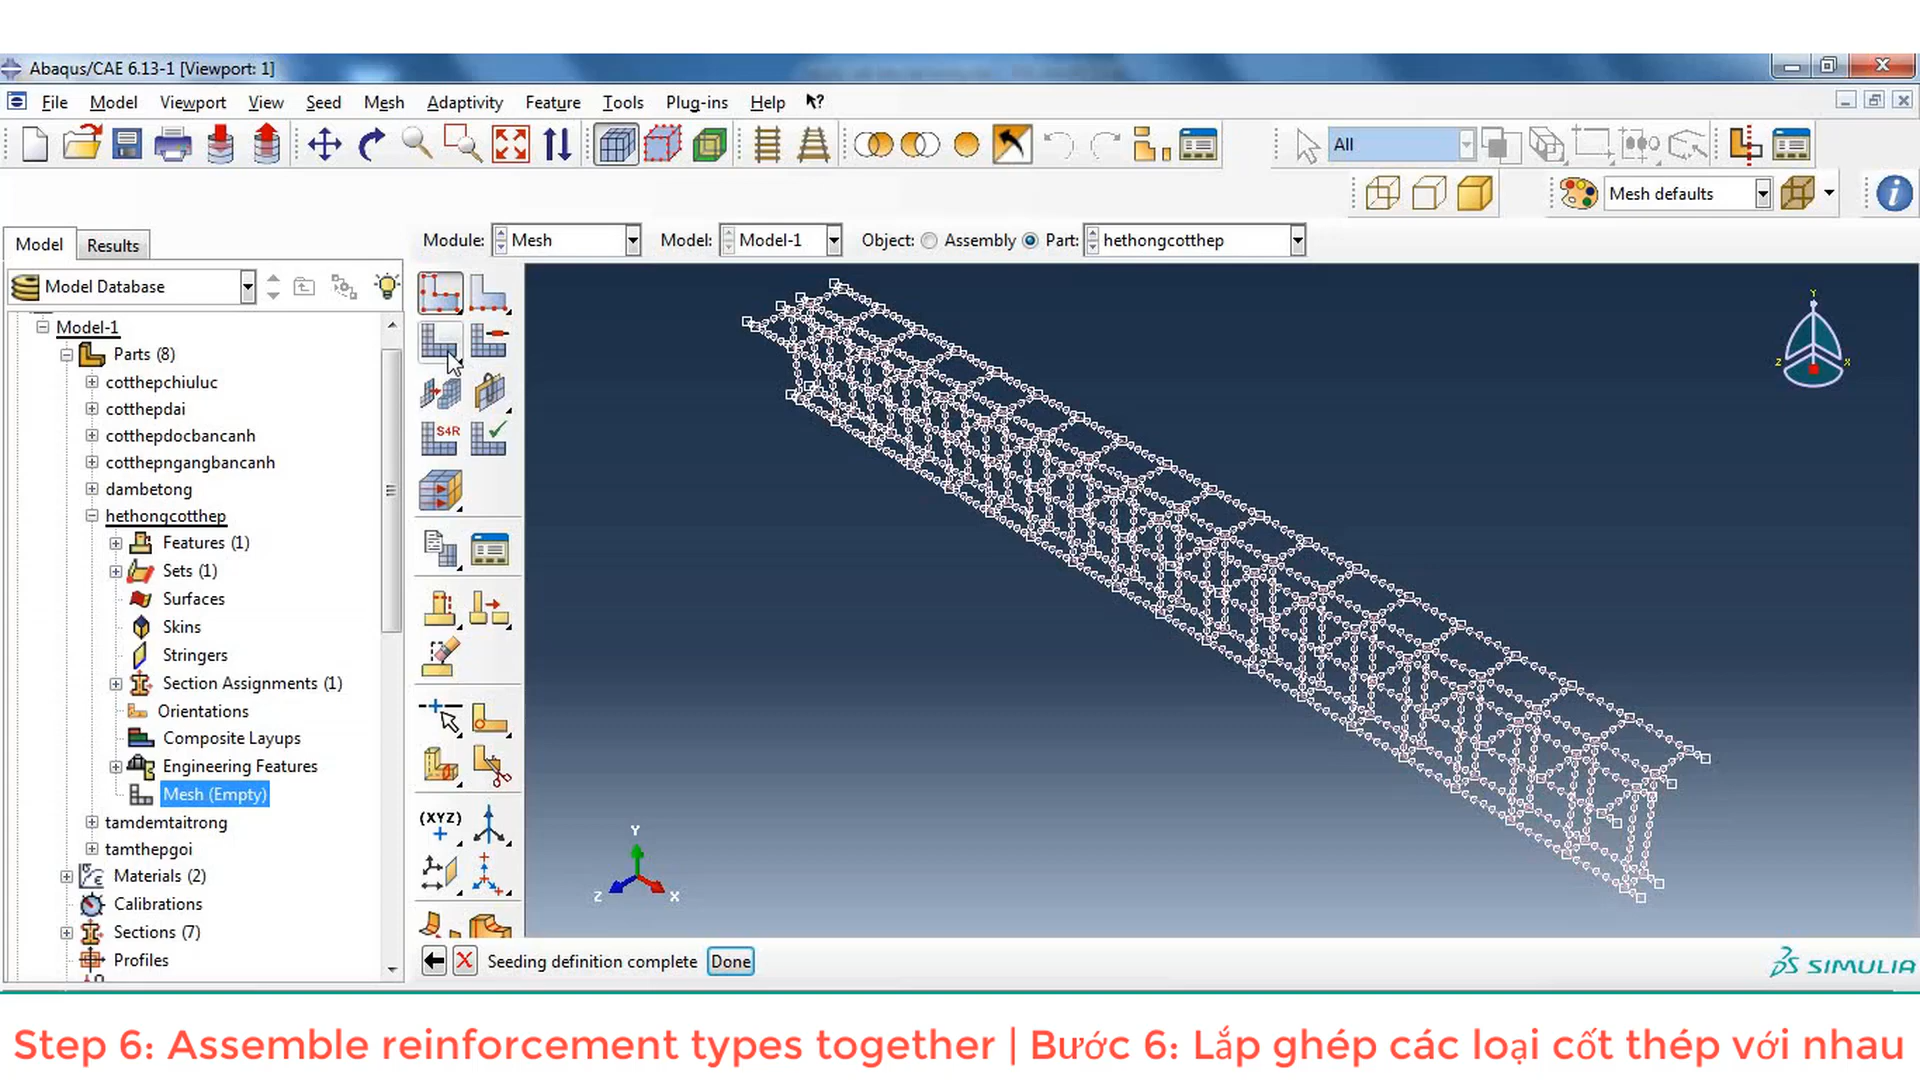 Abaqus/CAE 6.13-1 [Viewport: 1]
File Model Viewport View Seed Mesh Adaptivity Feature Tools Plug-ins Help
All
Mesh defaults
Model Results
Module: Mesh Model: Model-1 Object: Assembly Part: hethongcotthep
Model Database
Model-1
Parts (8)
cotthepchiuluc
cotthepdai
cotthepdocbancanh
cotthepngangbancanh
dambetong
hethongcotthep
Features (1)
Sets (1)
Surfaces
Skins
Stringers
Section Assignments (1)
Orientations
Composite Layups
Engineering Features
Mesh (Empty)
tamdemtaitrong
tamthepgoi
Materials (2)
Calibrations
Sections (7)
Profiles
S4R
(XYZ)
Y
Z X
Y
Z X
Seeding definition complete Done
SIMULIA
Step 6: Assemble reinforcement types together | Bước 6: Lắp ghép các loại cốt thép với nhau